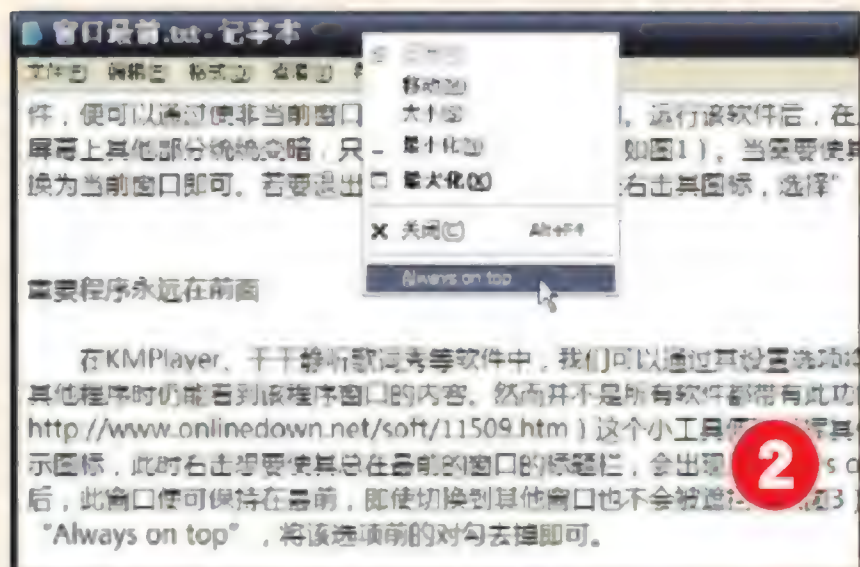 窗口最前.txt - 记事本
文件(F) 编辑(E) 格式(O) 查看(V)
移动(M)
大小(S)
最小化(N)
最大化(X)
关闭(C) Alt+F4
Always on top
件，便可以通过使非当前窗口
运行该软件后，在
屏幕上其他部分统统变暗，只
如图1）。当需要使其
换为当前窗口即可。若要退出
右击其图标，选择“
重要程序永远在前面
在KMPlayer、千千静听歌词秀等软件中，我们可以通过其设置选项
其他程序时仍能看到该程序窗口的内容。然而并不是所有软件都带有此功
http://www.onlinedown.net/soft/11509.htm）这个小工具
示图标，此时右击想要使其总在最前的窗口的标题栏，会出现
后，此窗口便可保持在最前，即使切换到其他窗口也不会被遮
“Always on top”，将该选项前的对勾去掉即可。
2